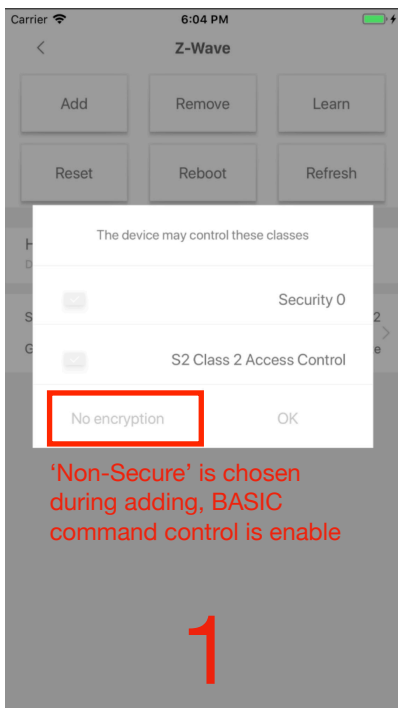 Carrier 6:04 PM
Z-Wave
Add Remove Learn
Reset Reboot Refresh
The device may control these classes
H
D
Security 0
S 2
G e
S2 Class 2 Access Control
No encryption OK
‘Non-Secure’ is chosen
during adding, BASIC
command control is enable
1